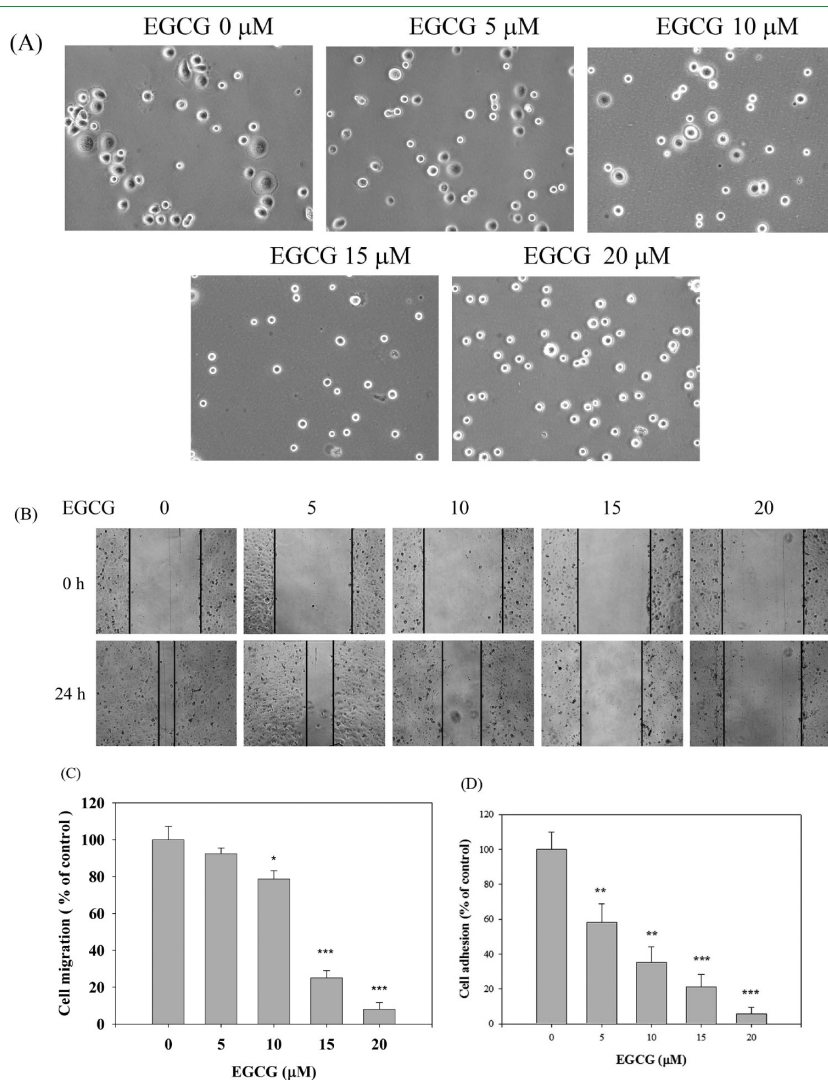 (A)
EGCG 0 μM
EGCG 5 μM
EGCG 10 μM
EGCG 15 μM
EGCG 20 μM
(B)
EGCG 0 5 10 15 20
0 h
24 h
(C)
Cell migration ( % of control )
120
100
80
60
40
20
0
*
***
***
0 5 10 15 20
EGCG (μM)
(D)
Cell adhesion (% of control)
120
100
80
60
40
20
0
**
**
***
***
0 5 10 15 20
EGCG (μM)